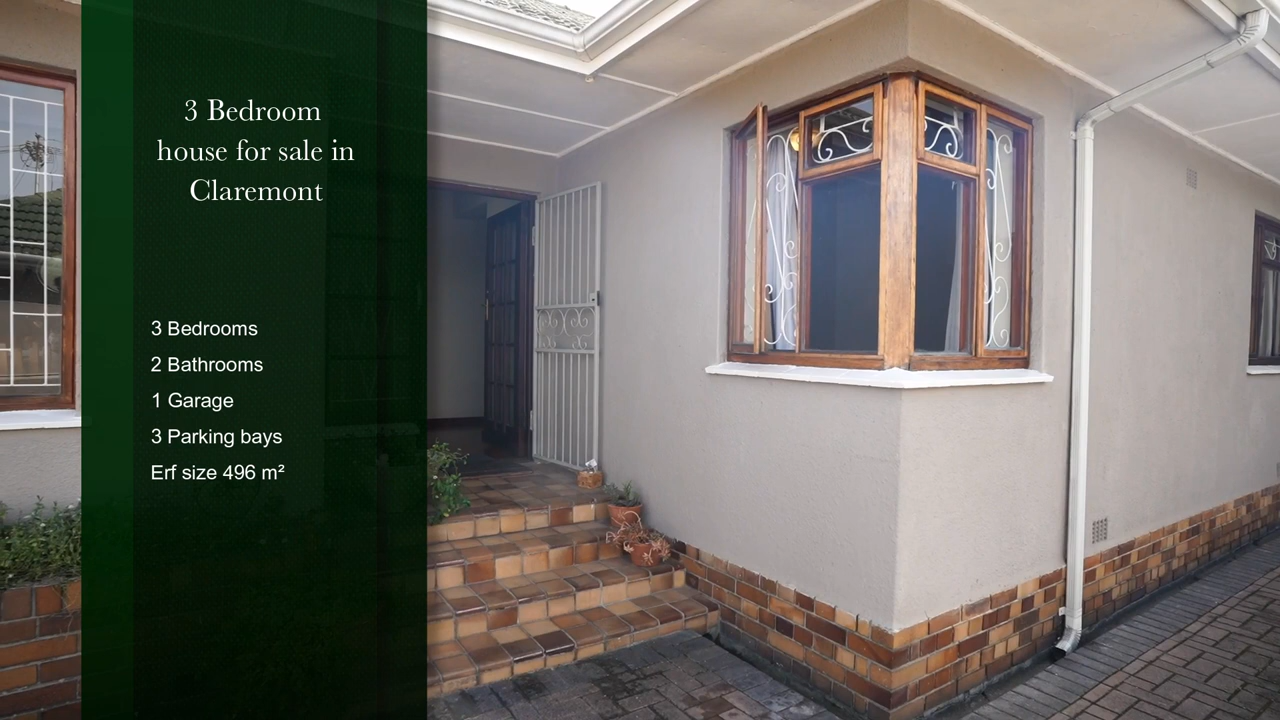 3 Bedroom
house for sale in
Claremont
3 Bedrooms
2 Bathrooms
1 Garage
3 Parking bays
Erf size 496 m²